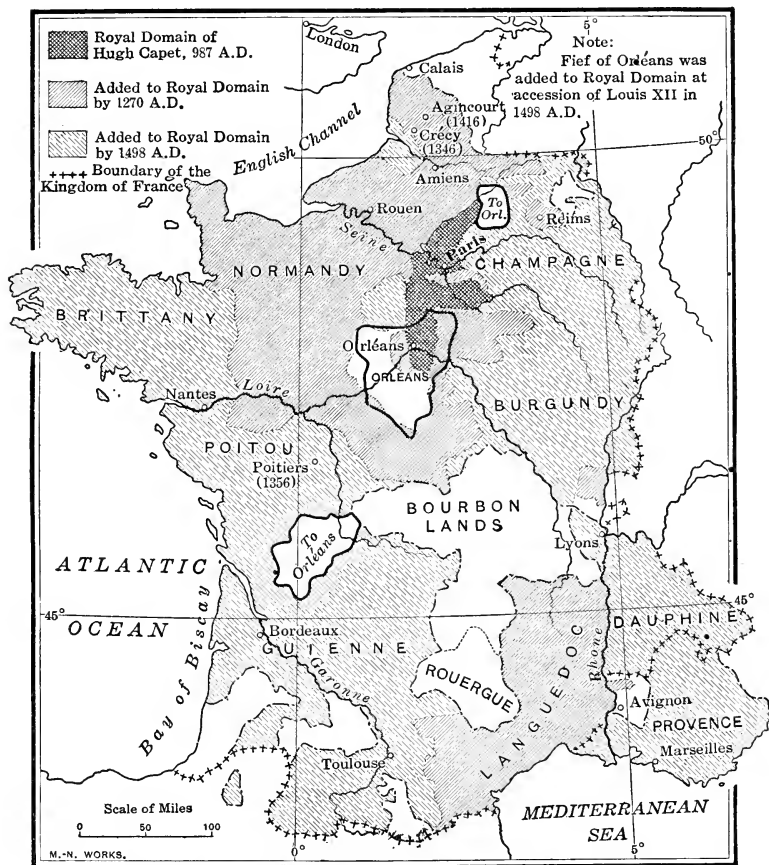 Royal Domain of
Hugh Capet, 987 A.D.
Added to Royal Domain
by 1270 A.D.
Added to Royal Domain
by 1498 A.D.
Boundary of the
Kingdom of France
Note:
Fief of Orléans was
added to Royal Domain at
accession of Louis XII in
1498 A.D.
5°
London
Calais
English Channel
Agincourt
(1416)
Crécy
(1346)
50°
Amiens
To
Orl.
Rouen
Reims
Seine
Paris
NORMANDY
CHAMPAGNE
BRITTANY
Orléans
ORLÉANS
Nantes
Loire
BURGUNDY
POITOU
Poitiers
(1356)
BOURBON
LANDS
To
Orléans
Lyons
ATLANTIC
OCEAN
45°
45°
DAUPHINE
Bay of Biscay
Bordeaux
GUIENNE
Garonne
ROUERGUE
LANGUEDOC
Rhone
Avignon
PROVENCE
Marseilles
Toulouse
Scale of Miles
0 50 100
MEDITERRANEAN
SEA
M.-N. WORKS.
0°
5°